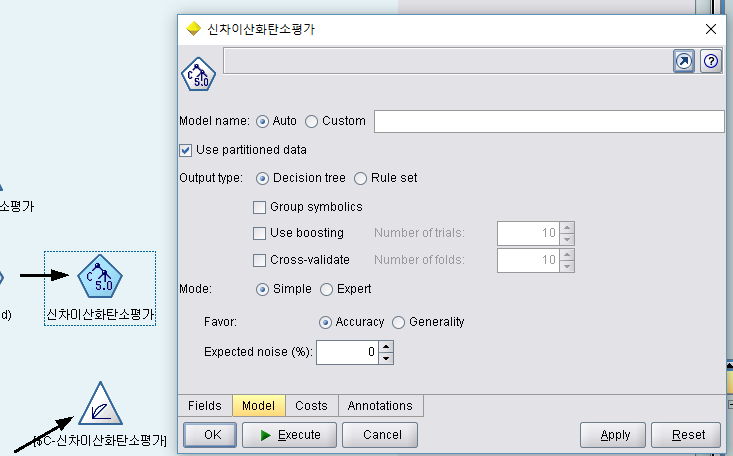 신차이산화탄소평가
C 5.0
Model name: Auto Custom
Use partitioned data
Output type: Decision tree Rule set
Group symbolics
Use boosting Number of trials: 10
Cross-validate Number of folds: 10
Mode: Simple Expert
Favor: Accuracy Generality
Expected noise (%): 0
Fields Model Costs Annotations
OK Execute Cancel Apply Reset
소평가
C 5.0
d) 신차이산화탄소평가
[$C-신차이산화탄소평가]